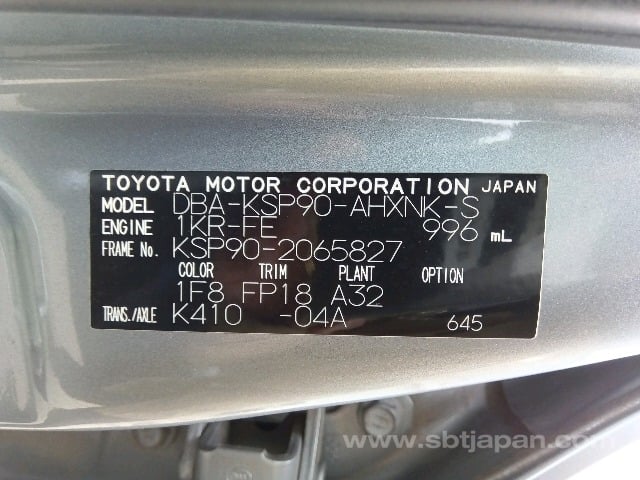 TOYOTA MOTOR CORPORATION JAPAN
MODEL DBA-KSP90-AHXNK-S
ENGINE 1KR-FE 996 mL
FRAME No. KSP90-2065827
COLOR TRIM PLANT OPTION
1F8 FP18 A32
TRANS./AXLE K410 -04A 645
www.sbtjapan.com